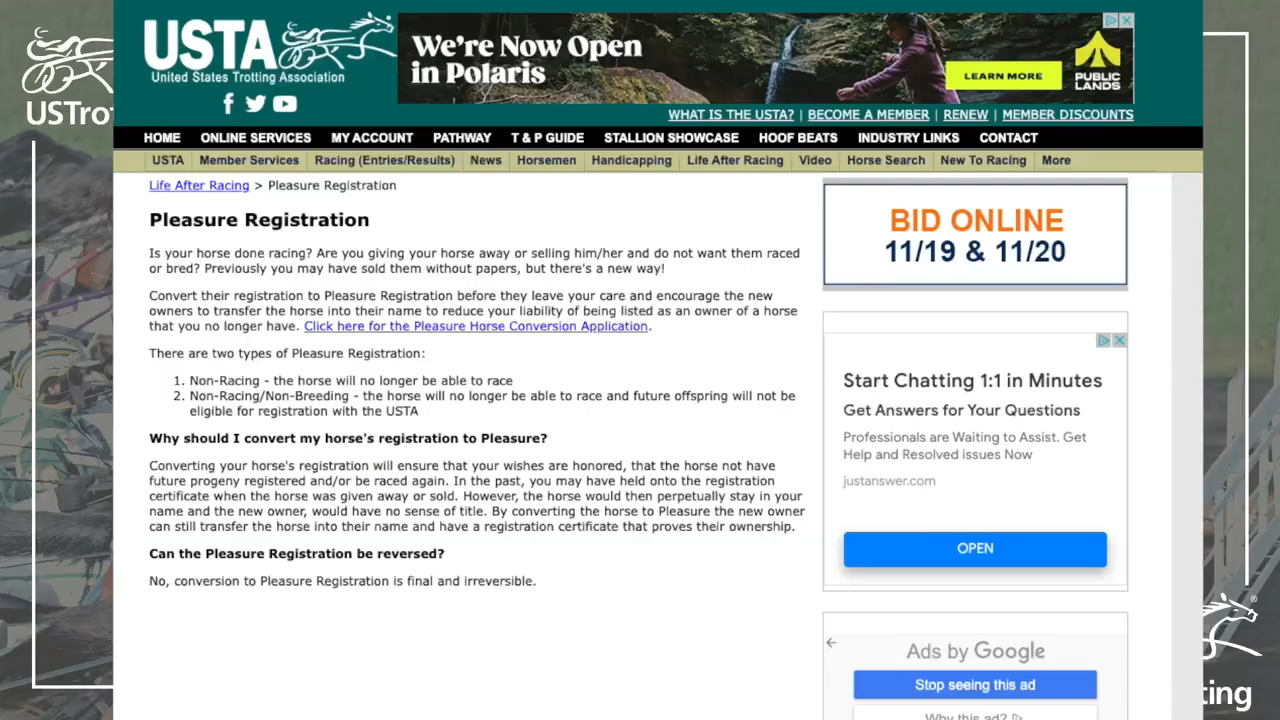 USTA
United States Trotting Association
We're Now Open
in Polaris
LEARN MORE
PUBLIC
LANDS
USTro
WHAT IS THE USTA? | BECOME A MEMBER | RENEW | MEMBER DISCOUNTS
HOME ONLINE SERVICES MY ACCOUNT PATHWAY T & P GUIDE STALLION SHOWCASE HOOF BEATS INDUSTRY LINKS CONTACT
USTA Member Services Racing (Entries/Results) News Horsemen Handicapping Life After Racing Video Horse Search New To Racing More
Life After Racing > Pleasure Registration
Pleasure Registration
Is your horse done racing? Are you giving your horse away or selling him/her and do not want them raced
or bred? Previously you may have sold them without papers, but there's a new way!
Convert their registration to Pleasure Registration before they leave your care and encourage the new
owners to transfer the horse into their name to reduce your liability of being listed as an owner of a horse
that you no longer have. Click here for the Pleasure Horse Conversion Application.
There are two types of Pleasure Registration:
1. Non-Racing - the horse will no longer be able to race
2. Non-Racing/Non-Breeding - the horse will no longer be able to race and future offspring will not be
eligible for registration with the USTA
Why should I convert my horse's registration to Pleasure?
Converting your horse's registration will ensure that your wishes are honored, that the horse not have
future progeny registered and/or be raced again. In the past, you may have held onto the registration
certificate when the horse was given away or sold. However, the horse would then perpetually stay in your
name and the new owner, would have no sense of title. By converting the horse to Pleasure the new owner
can still transfer the horse into their name and have a registration certificate that proves their ownership.
Can the Pleasure Registration be reversed?
No, conversion to Pleasure Registration is final and irreversible.
BID ONLINE
11/19 & 11/20
Start Chatting 1:1 in Minutes
Get Answers for Your Questions
Professionals are Waiting to Assist. Get
Help and Resolved issues Now
justanswer.com
OPEN
Ads by Google
Stop seeing this ad
Why this ad?
®
ting